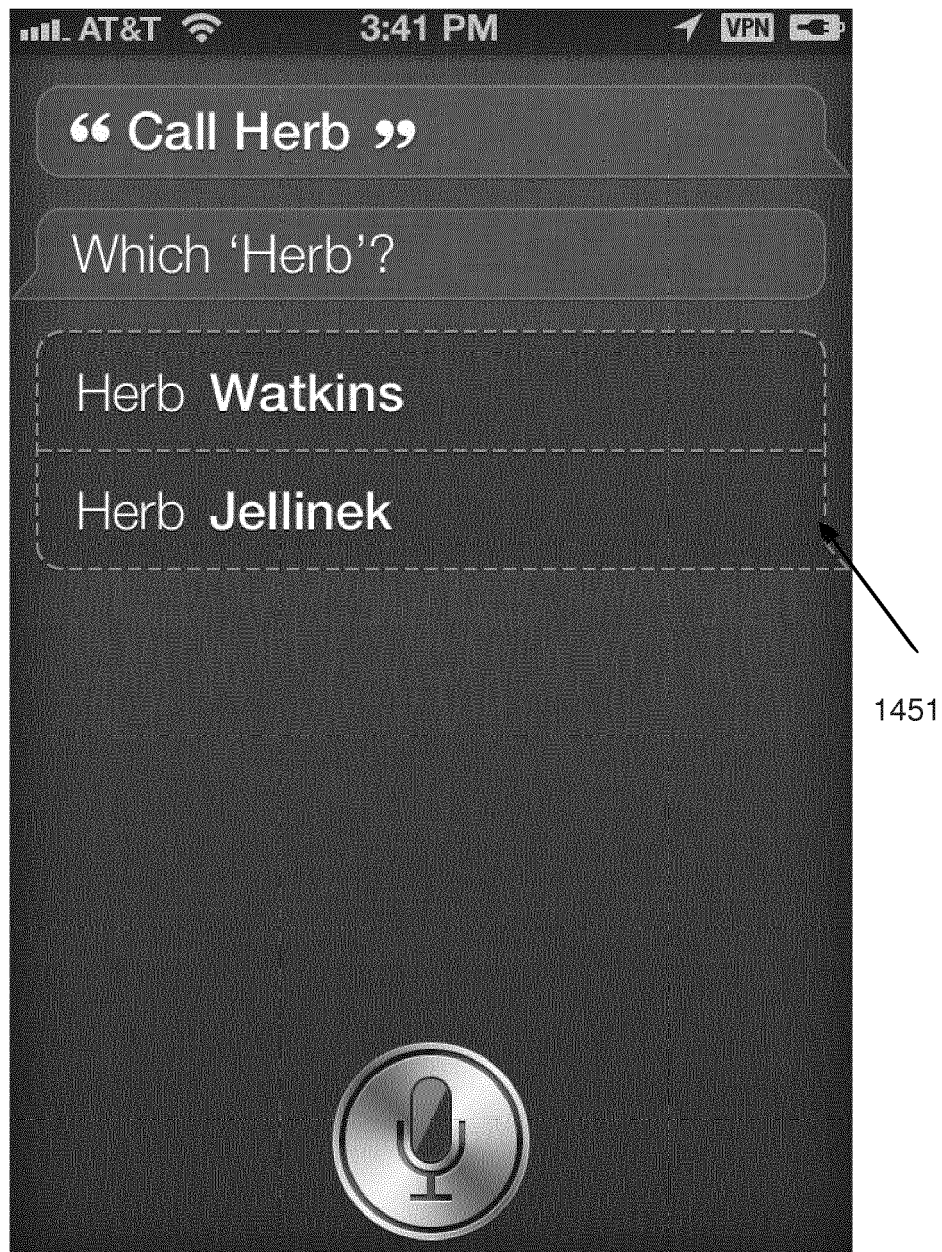 AT&T 3:41 PM VPN
“ Call Herb ”
Which ‘Herb’?
Herb Watkins
Herb Jellinek
1451